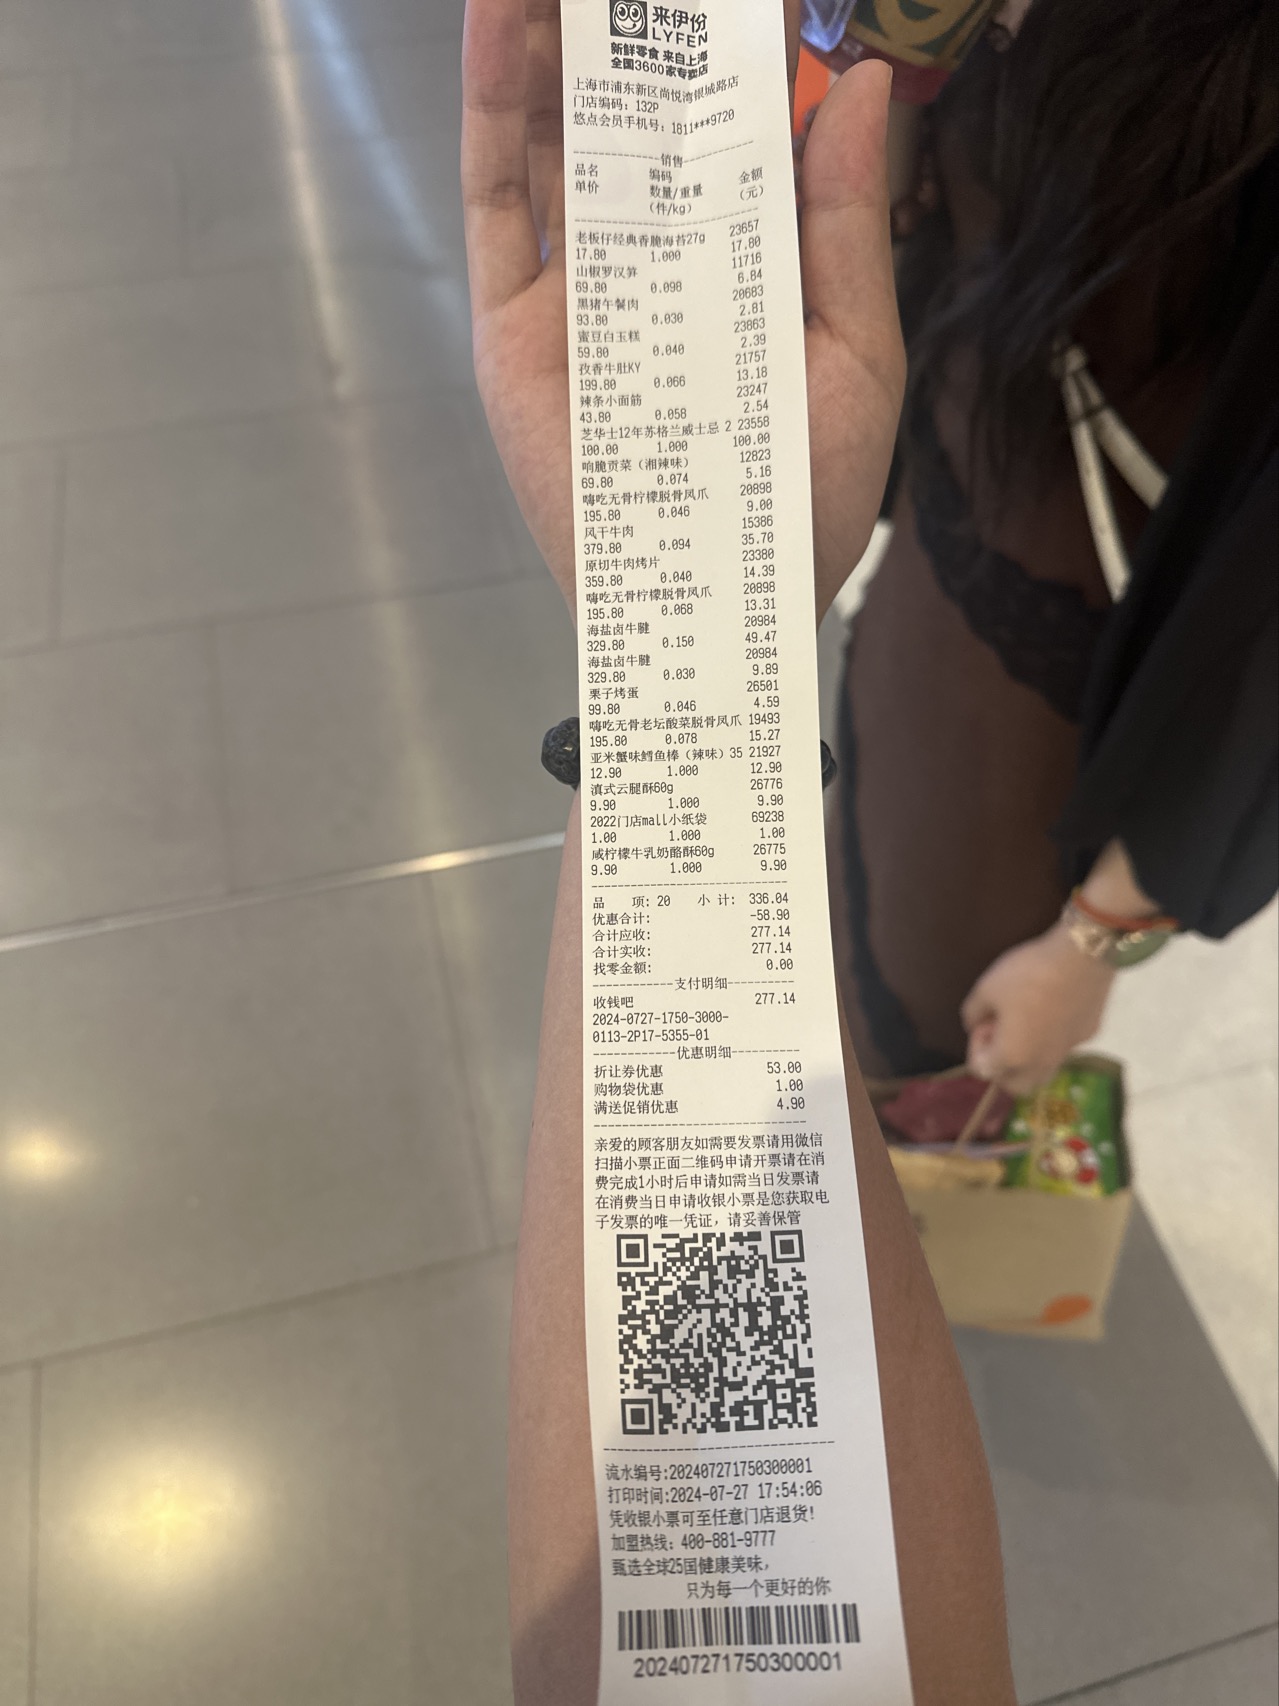 来伊份
LYFEN
新鲜零食 来自上海
全国3600家专卖店
上海市浦东新区尚悦湾银城路店
门店编码：132P
悠点会员手机号：1811***9720
------------销售------------
品名 编码 金额
单价 数量/重量 （元）
（件/kg）
老板仔经典香脆海苔27g 23657
17.80 1.000 17.80
山椒罗汉笋 11716
69.80 0.098 6.84
黑猪午餐肉 20683
93.80 0.030 2.81
蜜豆白玉糕 23863
59.80 0.040 2.39
孜香牛肚KY 21757
199.80 0.066 13.18
辣条小面筋 23247
43.80 0.058 2.54
芝华士12年苏格兰威士忌 2 23558
100.00 1.000 100.00
响脆贡菜（湘辣味） 12823
69.80 0.074 5.16
嗨吃无骨柠檬脱骨凤爪 20898
195.80 0.046 9.00
风干牛肉 15386
379.80 0.094 35.70
原切牛肉烤片 23380
359.80 0.040 14.39
嗨吃无骨柠檬脱骨凤爪 20898
195.80 0.068 13.31
海盐卤牛腱 20984
329.80 0.150 49.47
海盐卤牛腱 20984
329.80 0.030 9.89
栗子烤蛋 26501
99.80 0.046 4.59
嗨吃无骨老坛酸菜脱骨凤爪 19493
195.80 0.078 15.27
亚米蟹味鳕鱼棒（辣味）35 21927
12.90 1.000 12.90
滇式云腿酥60g 26776
9.90 1.000 9.90
2022门店mall小纸袋 69238
1.00 1.000 1.00
咸柠檬牛乳奶酪酥60g 26775
9.90 1.000 9.90
品 项: 20 小 计: 336.04
优惠合计: -58.90
合计应收: 277.14
合计实收: 277.14
找零金额: 0.00
------------支付明细----------
收钱吧 277.14
2024-0727-1750-3000-
0113-2P17-5355-01
------------优惠明细----------
折让券优惠 53.00
购物袋优惠 1.00
满送促销优惠 4.90
亲爱的顾客朋友如需要发票请用微信
扫描小票正面二维码申请开票请在消
费完成1小时后申请如需当日发票请
在消费当日申请收银小票是您获取电
子发票的唯一凭证，请妥善保管
流水编号:202407271750300001
打印时间:2024-07-27 17:54:06
凭收银小票可至任意门店退货!
加盟热线：400-881-9777
甄选全球25国健康美味，
只为每一个更好的你
202407271750300001